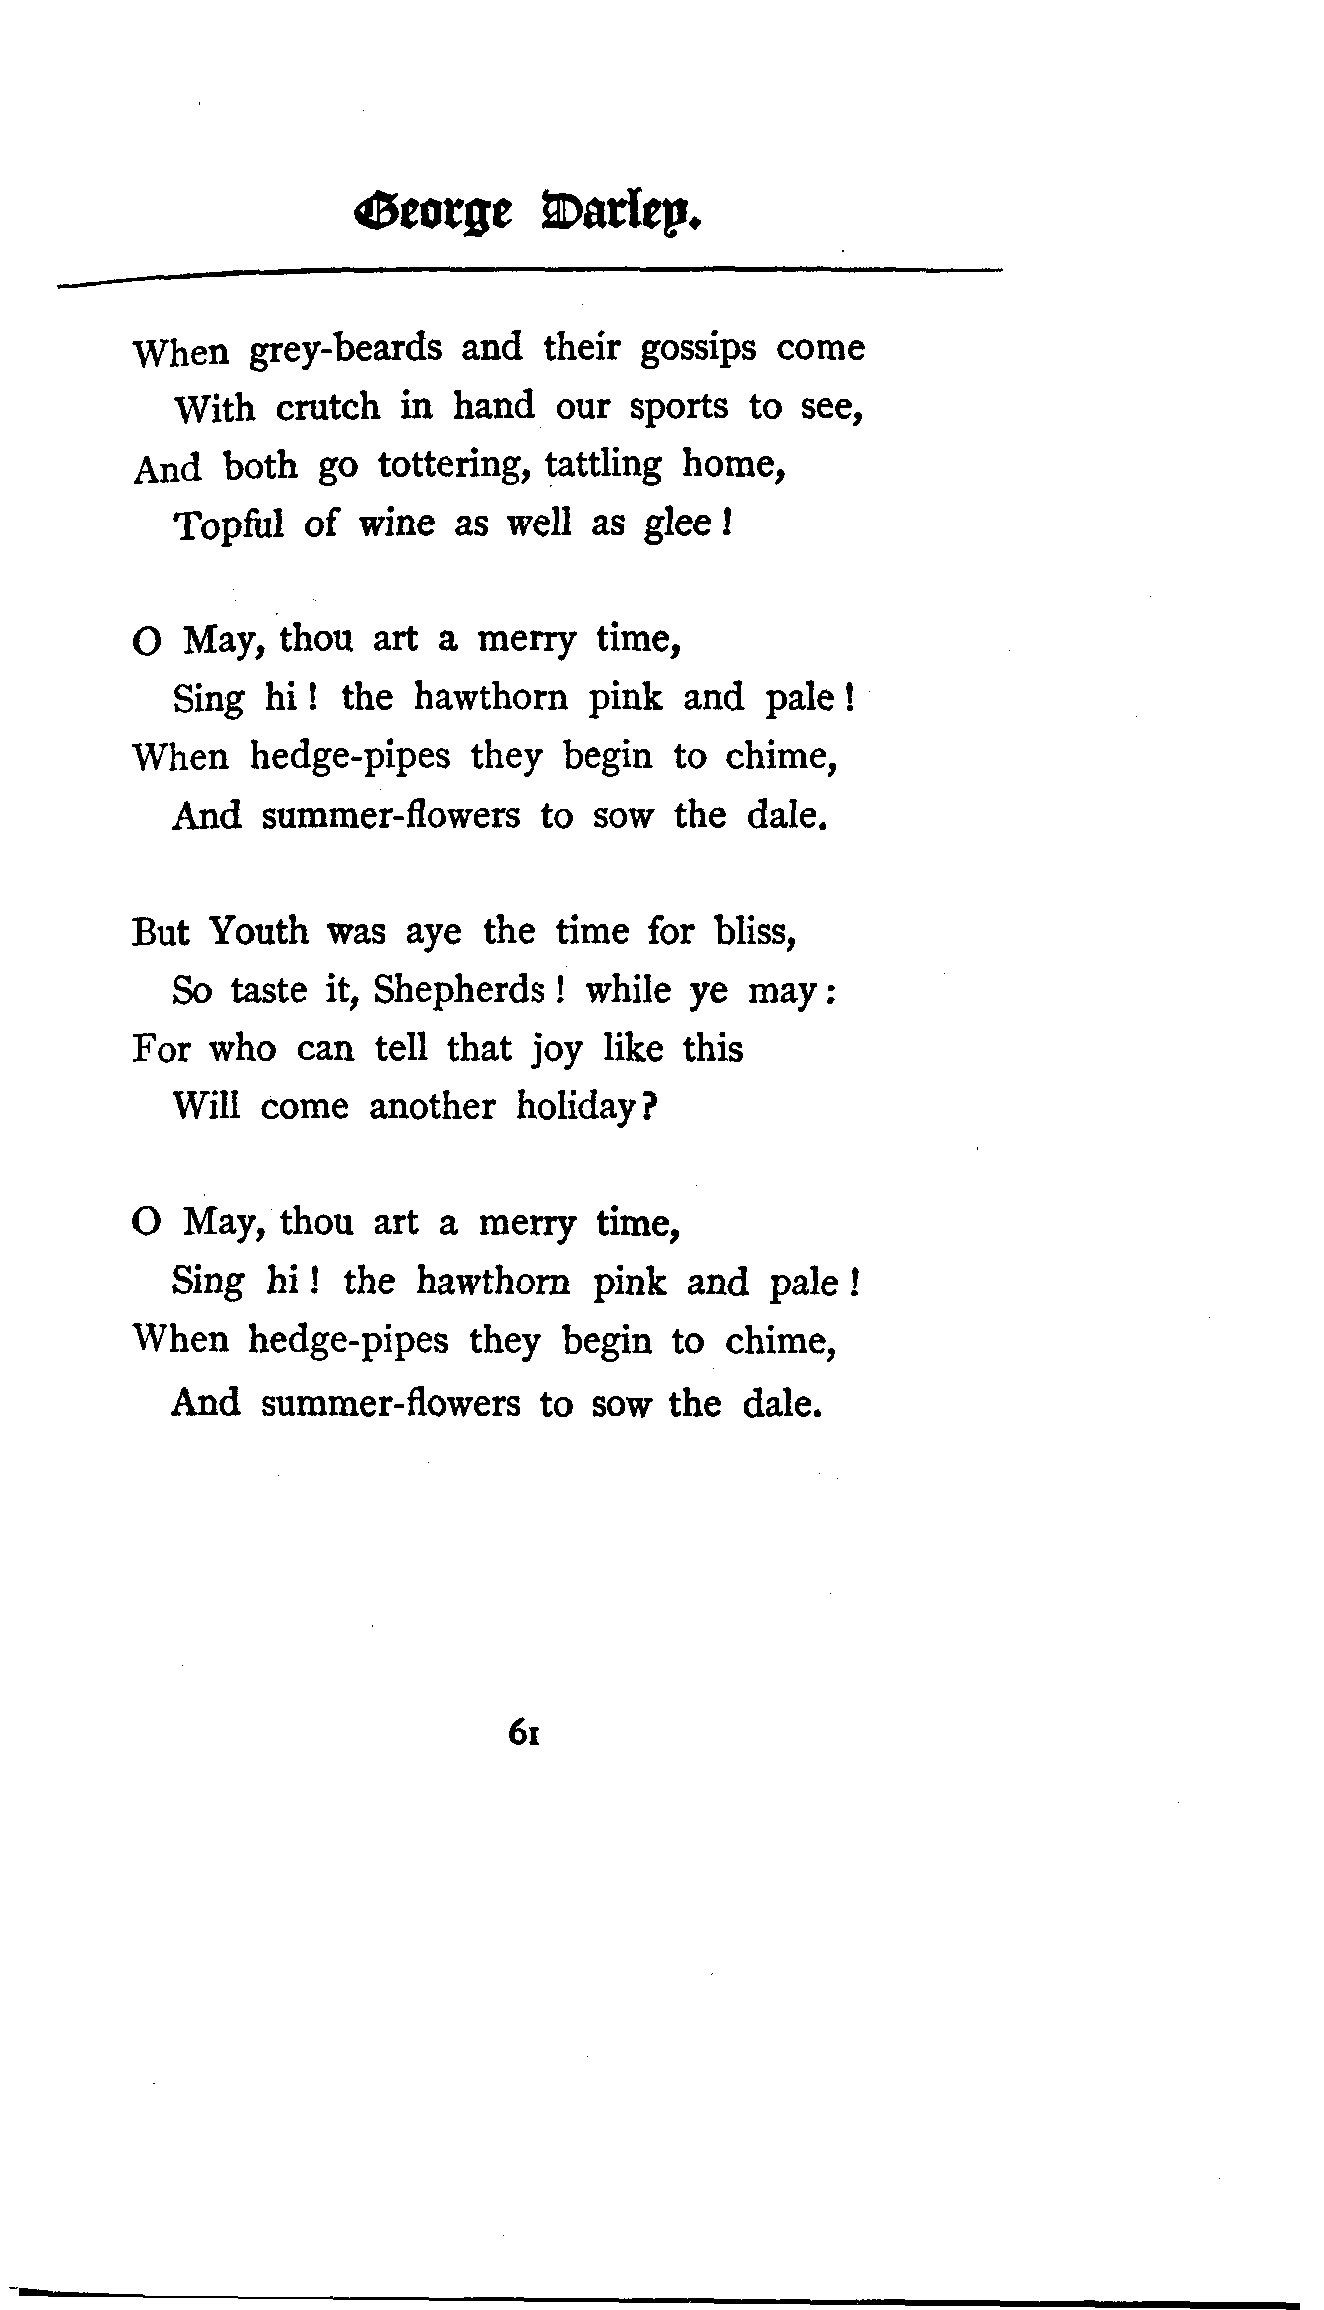 George Darley.
When grey-beards and their gossips come
With crutch in hand our sports to see,
And both go tottering, tattling home,
Topful of wine as well as glee !
O May, thou art a merry time,
Sing hi ! the hawthorn pink and pale !
When hedge-pipes they begin to chime,
And summer-flowers to sow the dale.
But Youth was aye the time for bliss,
So taste it, Shepherds ! while ye may :
For who can tell that joy like this
Will come another holiday?
O May, thou art a merry time,
Sing hi ! the hawthorn pink and pale !
When hedge-pipes they begin to chime,
And summer-flowers to sow the dale.
61